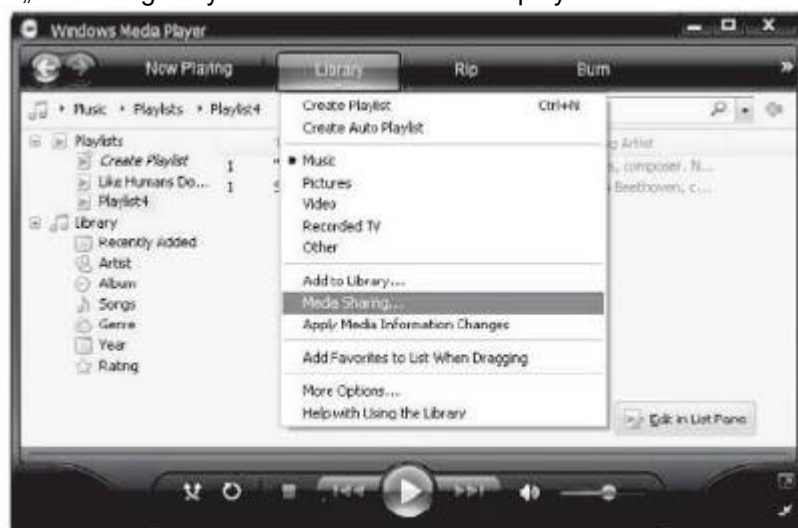 Windows Media Player
Now Playing Library Rip Burn
Music Playlists Playlist4
Playlists
Create Playlist
Like Humans Do...
Playlist4
Library
Recently Added
Artist
Album
Songs
Genre
Year
Rating
1
1
Create Playlist Ctrl+N
Create Auto Playlist
Music
Pictures
Video
Recorded TV
Other
Add to Library...
Media Sharing...
Apply Media Information Changes
Add Favorites to List When Dragging
More Options...
Help with Using the Library
Artist
composer, N...
Beethoven, c...
Edit in List Pane